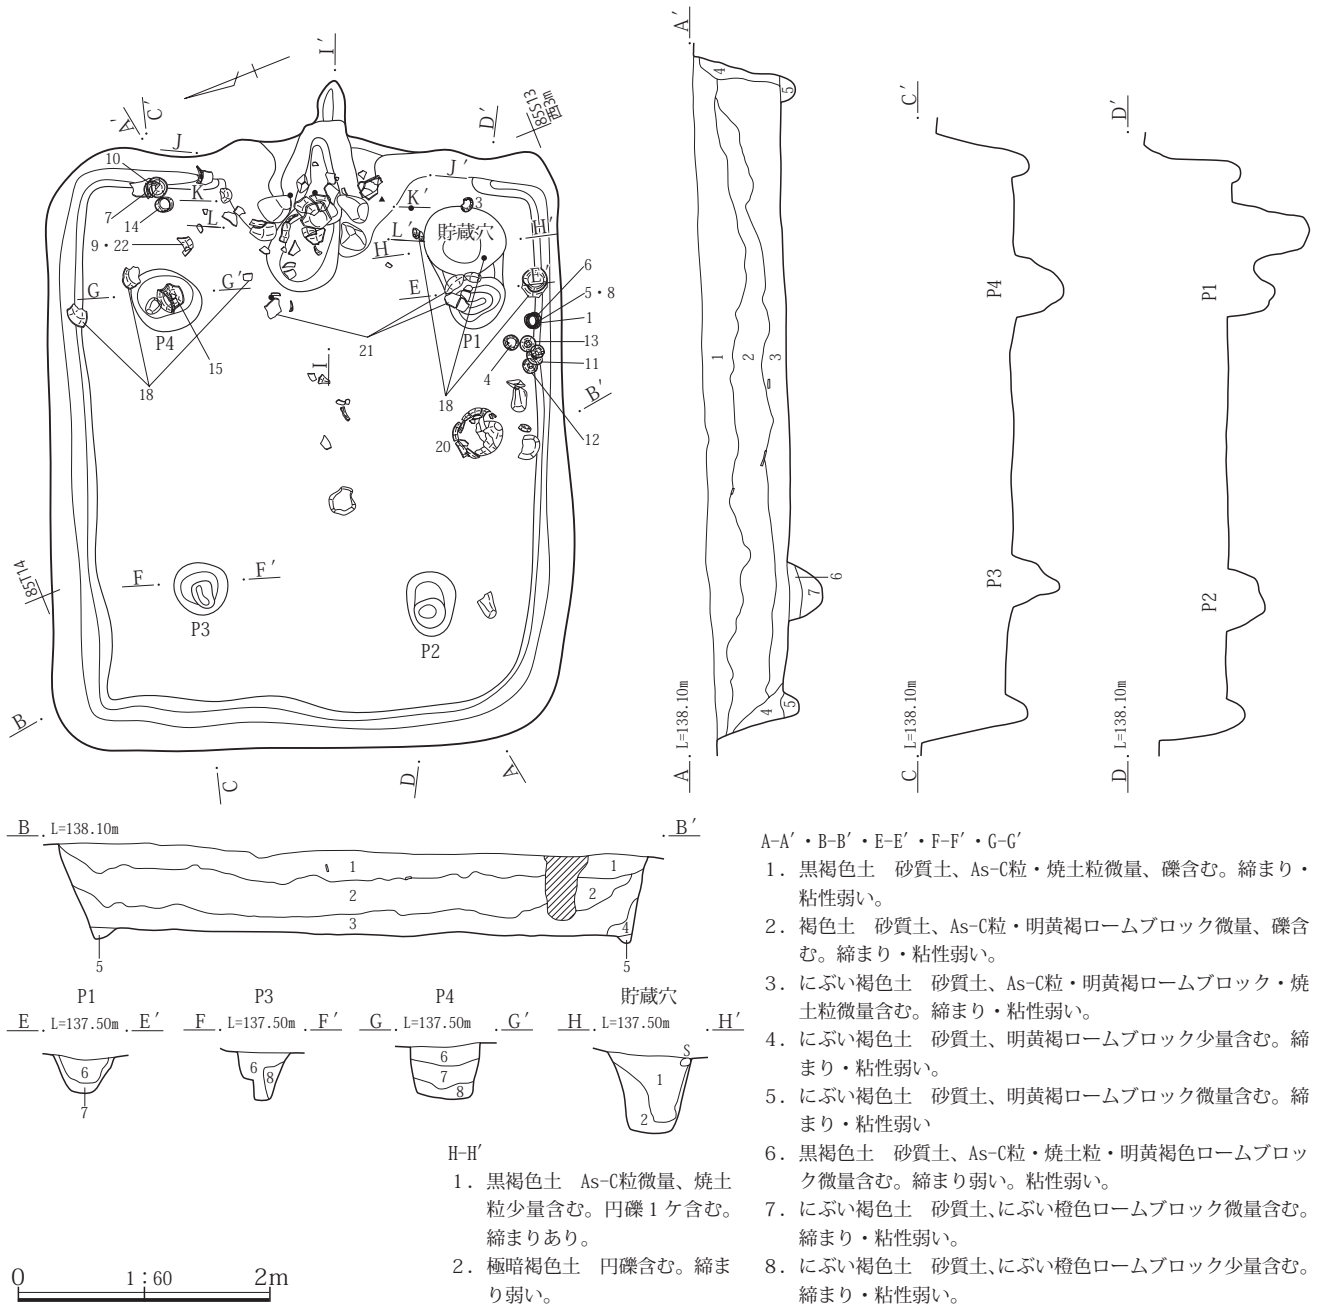 A′
I′
A′
C′
D′
85S13
西3m
C′
D′
J
10
J′
K
K′
3
7
14
L
L′
貯蔵穴
H′
9・22
H
G
G′
E
E′
6
5・8
P4
P1
1
21
13
15
I
11
18
4
18
B′
12
20
85T14
F
F′
P3
P2
B
C
D
A
4
5
1
2
3
6
7
4
5
A L=138.10m
P4
P3
C L=138.10m
P1
P2
D L=138.10m
B L=138.10m B′
1
1
2
2
3
4
5
5
P1
P3
P4
貯蔵穴
E L=137.50m E′
F L=137.50m F′
G L=137.50m G′
H L=137.50m H′
6
7
6
8
6
7
8
S
1
2
A-A′・B-B′・E-E′・F-F′・G-G′
1．黒褐色土　砂質土、As-C粒・焼土粒微量、礫含む。締まり・
粘性弱い。
2．褐色土　砂質土、As-C粒・明黄褐ロームブロック微量、礫含
む。締まり・粘性弱い。
3．にぶい褐色土　砂質土、As-C粒・明黄褐ロームブロック・焼
土粒微量含む。締まり・粘性弱い。
4．にぶい褐色土　砂質土、明黄褐ロームブロック少量含む。締
まり・粘性弱い。
5．にぶい褐色土　砂質土、明黄褐ロームブロック微量含む。締
まり・粘性弱い
6．黒褐色土　砂質土、As-C粒・焼土粒・明黄褐色ロームブロッ
ク微量含む。締まり弱い。粘性弱い。
7．にぶい褐色土　砂質土、にぶい橙色ロームブロック微量含む。
締まり・粘性弱い。
8．にぶい褐色土　砂質土、にぶい橙色ロームブロック少量含む。
締まり・粘性弱い。
H-H′
1．黒褐色土　As-C粒微量、焼土
粒少量含む。円礫1ケ含む。
締まりあり。
2．極暗褐色土　円礫含む。締ま
り弱い。
0 1：60 2m